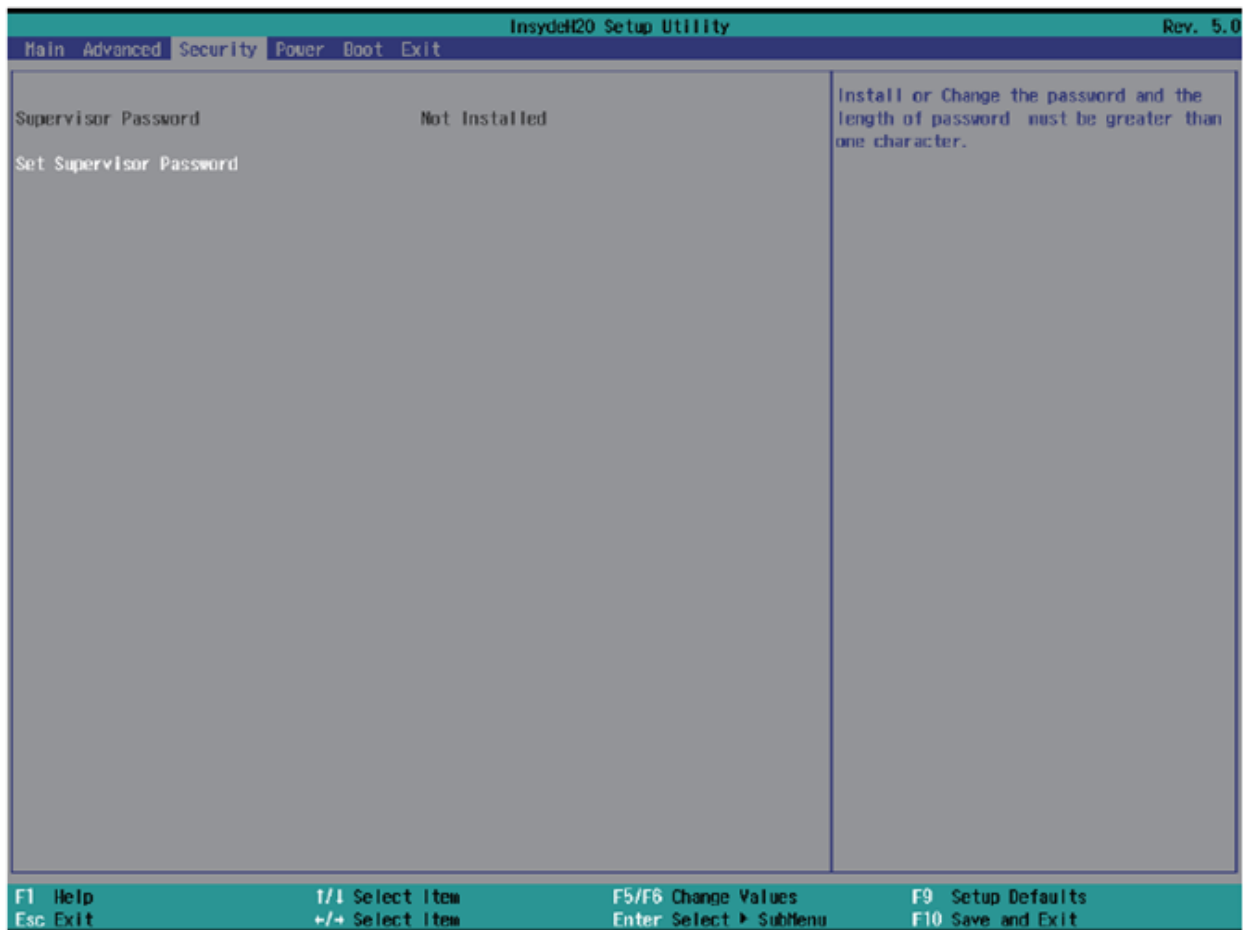 InsydeH2O Setup Utility Rev. 5.0
Main Advanced Security Power Boot Exit
Supervisor Password Not Installed
Set Supervisor Password
Install or Change the password and the
length of password must be greater than
one character.
F1 Help ↑/↓ Select Item F5/F6 Change Values F9 Setup Defaults
Esc Exit ←/→ Select Item Enter Select ▶ SubMenu F10 Save and Exit